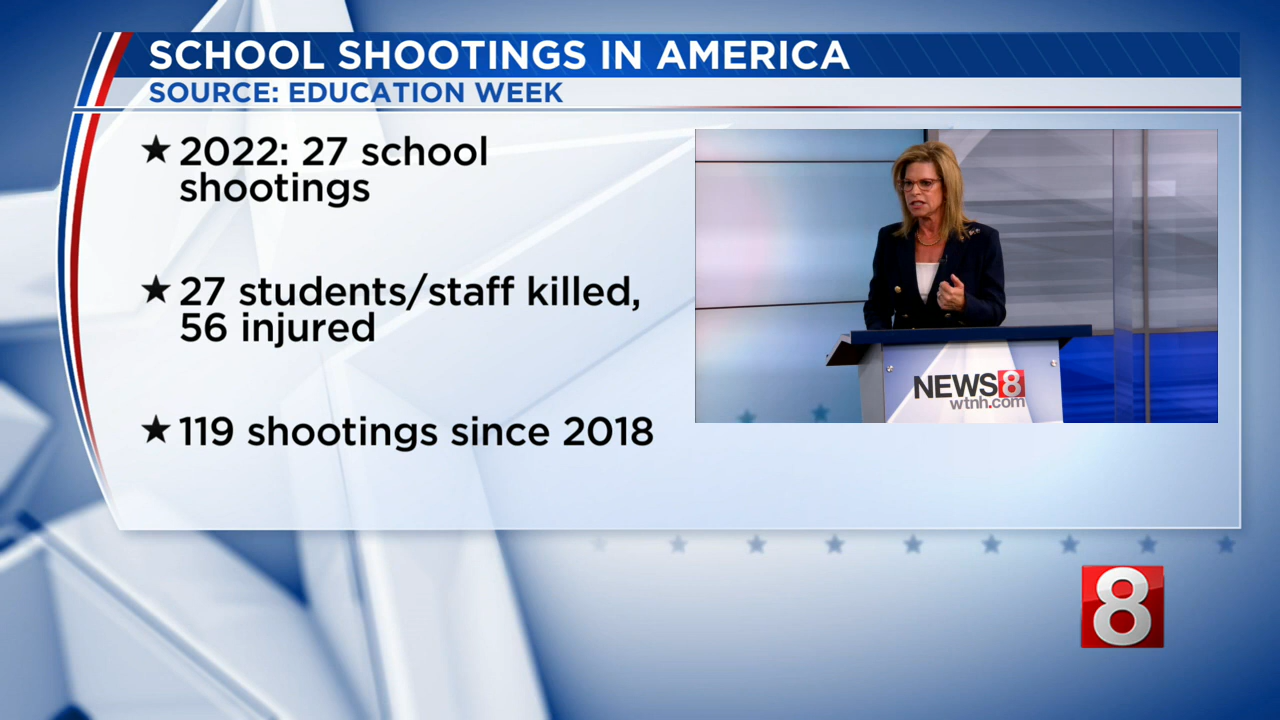 SCHOOL SHOOTINGS IN AMERICA
SOURCE: EDUCATION WEEK
★ 2022: 27 school
shootings
★ 27 students/staff killed,
56 injured
★ 119 shootings since 2018
NEWS8
wtnh.com
8